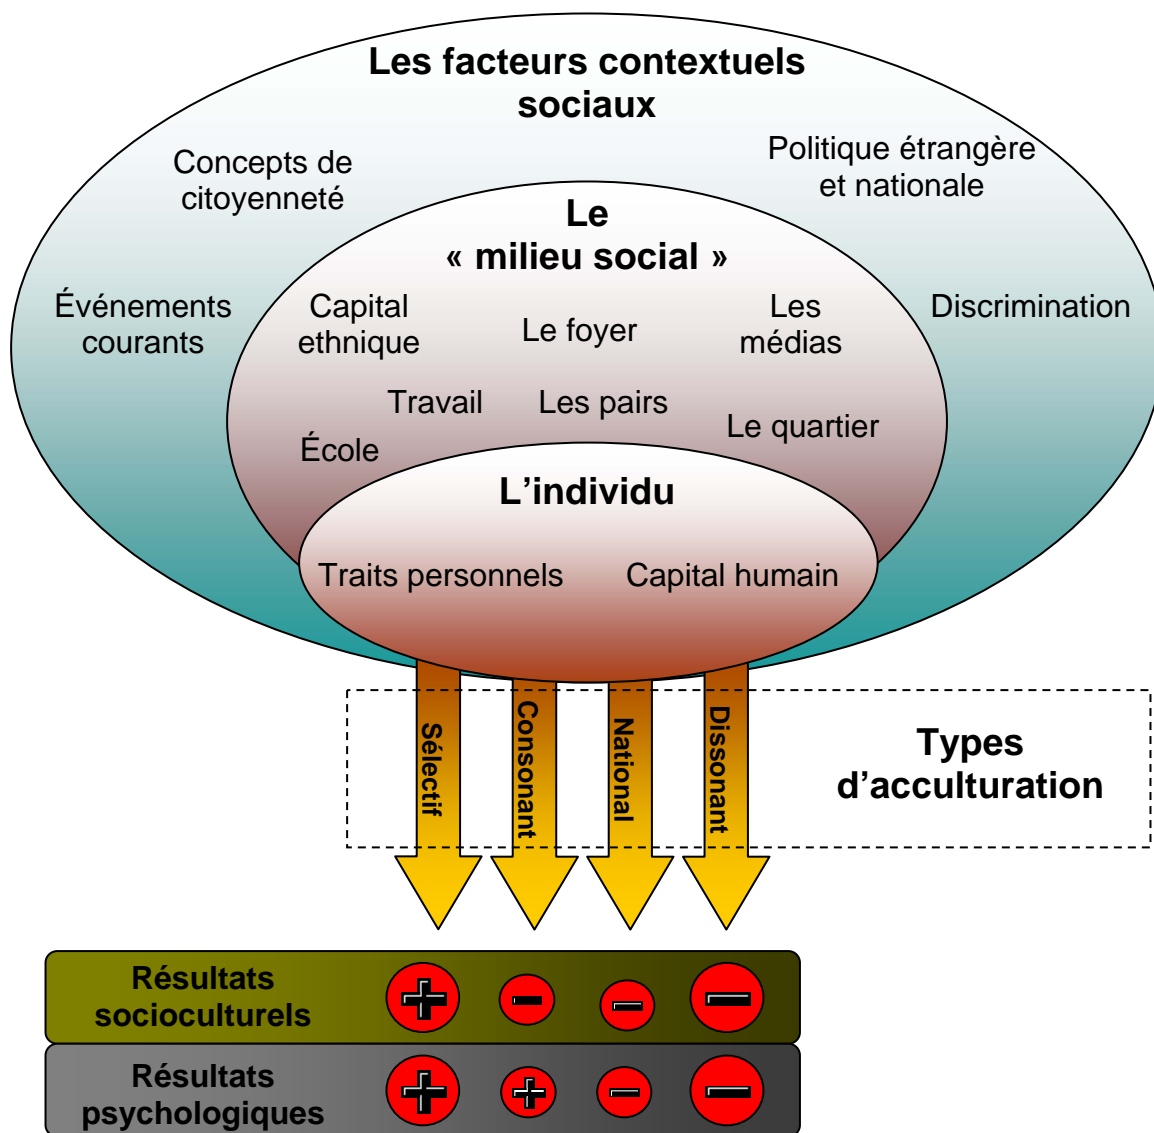 Les facteurs contextuels
sociaux
Concepts de
citoyenneté
Politique étrangère
et nationale
Le
« milieu social »
Événements
courants
Capital
ethnique
Le foyer
Les
médias
Discrimination
Travail
Les pairs
Le quartier
École
L’individu
Traits personnels
Capital humain
Sélectif
Consonant
National
Dissonant
Types
d’acculturation
Résultats
socioculturels
+ - - -
Résultats
psychologiques
+ + - -